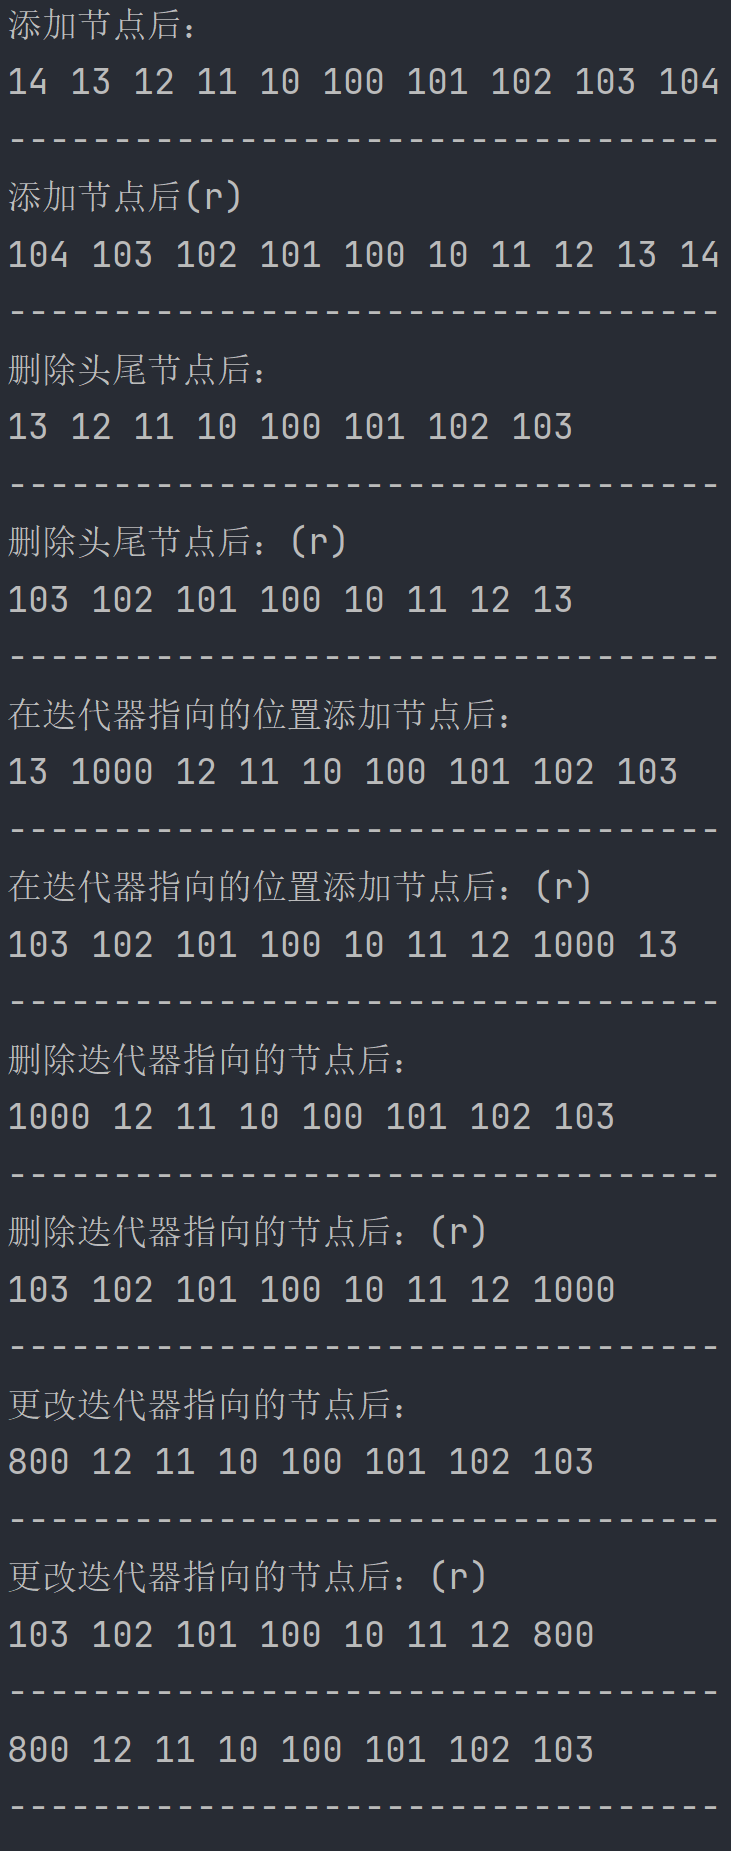 添加节点后：
14 13 12 11 10 100 101 102 103 104
----------------------------------
添加节点后(r)
104 103 102 101 100 10 11 12 13 14
----------------------------------
删除头尾节点后：
13 12 11 10 100 101 102 103
----------------------------------
删除头尾节点后：(r)
103 102 101 100 10 11 12 13
----------------------------------
在迭代器指向的位置添加节点后：
13 1000 12 11 10 100 101 102 103
----------------------------------
在迭代器指向的位置添加节点后：(r)
103 102 101 100 10 11 12 1000 13
----------------------------------
删除迭代器指向的节点后：
1000 12 11 10 100 101 102 103
----------------------------------
删除迭代器指向的节点后：(r)
103 102 101 100 10 11 12 1000
----------------------------------
更改迭代器指向的节点后：
800 12 11 10 100 101 102 103
----------------------------------
更改迭代器指向的节点后：(r)
103 102 101 100 10 11 12 800
----------------------------------
800 12 11 10 100 101 102 103
----------------------------------